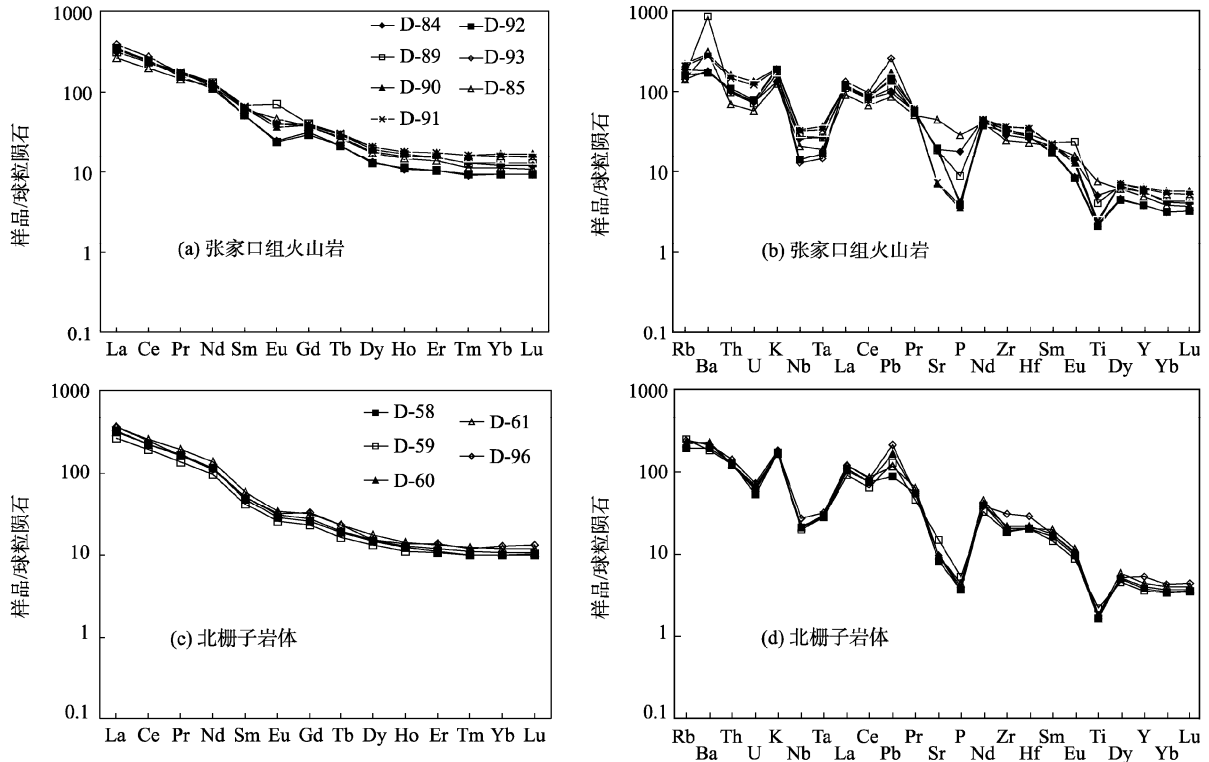 1000
100
10
1
0.1
样品/球粒陨石
D-84
D-92
D-89
D-93
D-90
D-85
D-91
(a) 张家口组火山岩
La Ce Pr Nd Sm Eu Gd Tb Dy Ho Er Tm Yb Lu
1000
100
10
1
0.1
样品/球粒陨石
(b) 张家口组火山岩
Rb Th K Ta Ce Pr P Zr Sm Ti Y Lu
Ba U Nb La Pb Sr Nd Hf Eu Dy Yb
1000
100
10
1
0.1
样品/球粒陨石
D-58
D-61
D-59
D-96
D-60
(c) 北栅子岩体
La Ce Pr Nd Sm Eu Gd Tb Dy Ho Er Tm Yb Lu
1000
100
10
1
0.1
样品/球粒陨石
(d) 北栅子岩体
Rb Th K Ta Ce Pr P Zr Sm Ti Y Lu
Ba U Nb La Pb Sr Nd Hf Eu Dy Yb